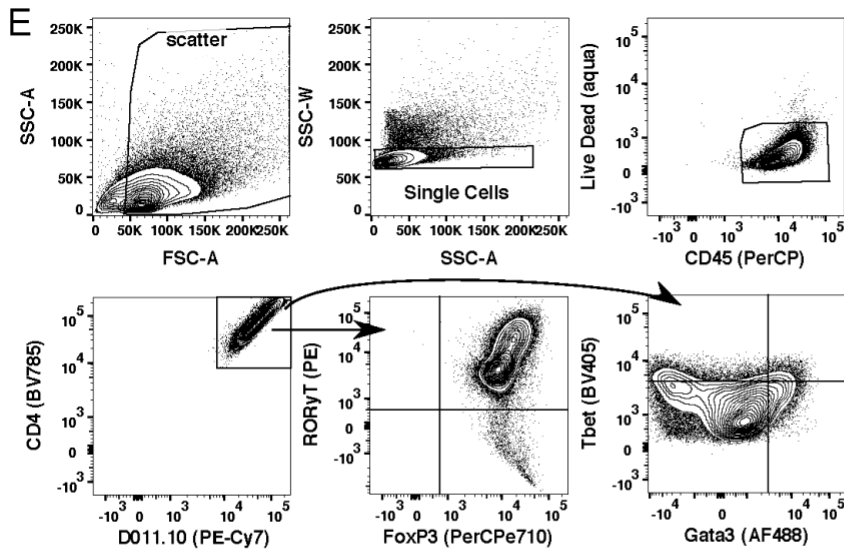 E
scatter
250K
200K
150K
100K
50K
0
SSC-A
0 50K 100K 150K 200K 250K
FSC-A
250K
200K
150K
100K
50K
0
SSC-W
Single Cells
0 50K 100K 150K 200K 250K
SSC-A
10^5
10^4
10^3
0
-10^3
Live Dead (aqua)
-10^3 0 10^3 10^4 10^5
CD45 (PerCP)
10^5
10^4
10^3
0
-10^3
CD4 (BV785)
-10^3 0 10^3 10^4 10^5
D011.10 (PE-Cy7)
10^5
10^4
10^3
0
-10^3
RORyT (PE)
-10^3 0 10^3 10^4 10^5
FoxP3 (PerCPe710)
10^5
10^4
10^3
0
-10^3
Tbet (BV405)
-10^3 0 10^3 10^4 10^5
Gata3 (AF488)